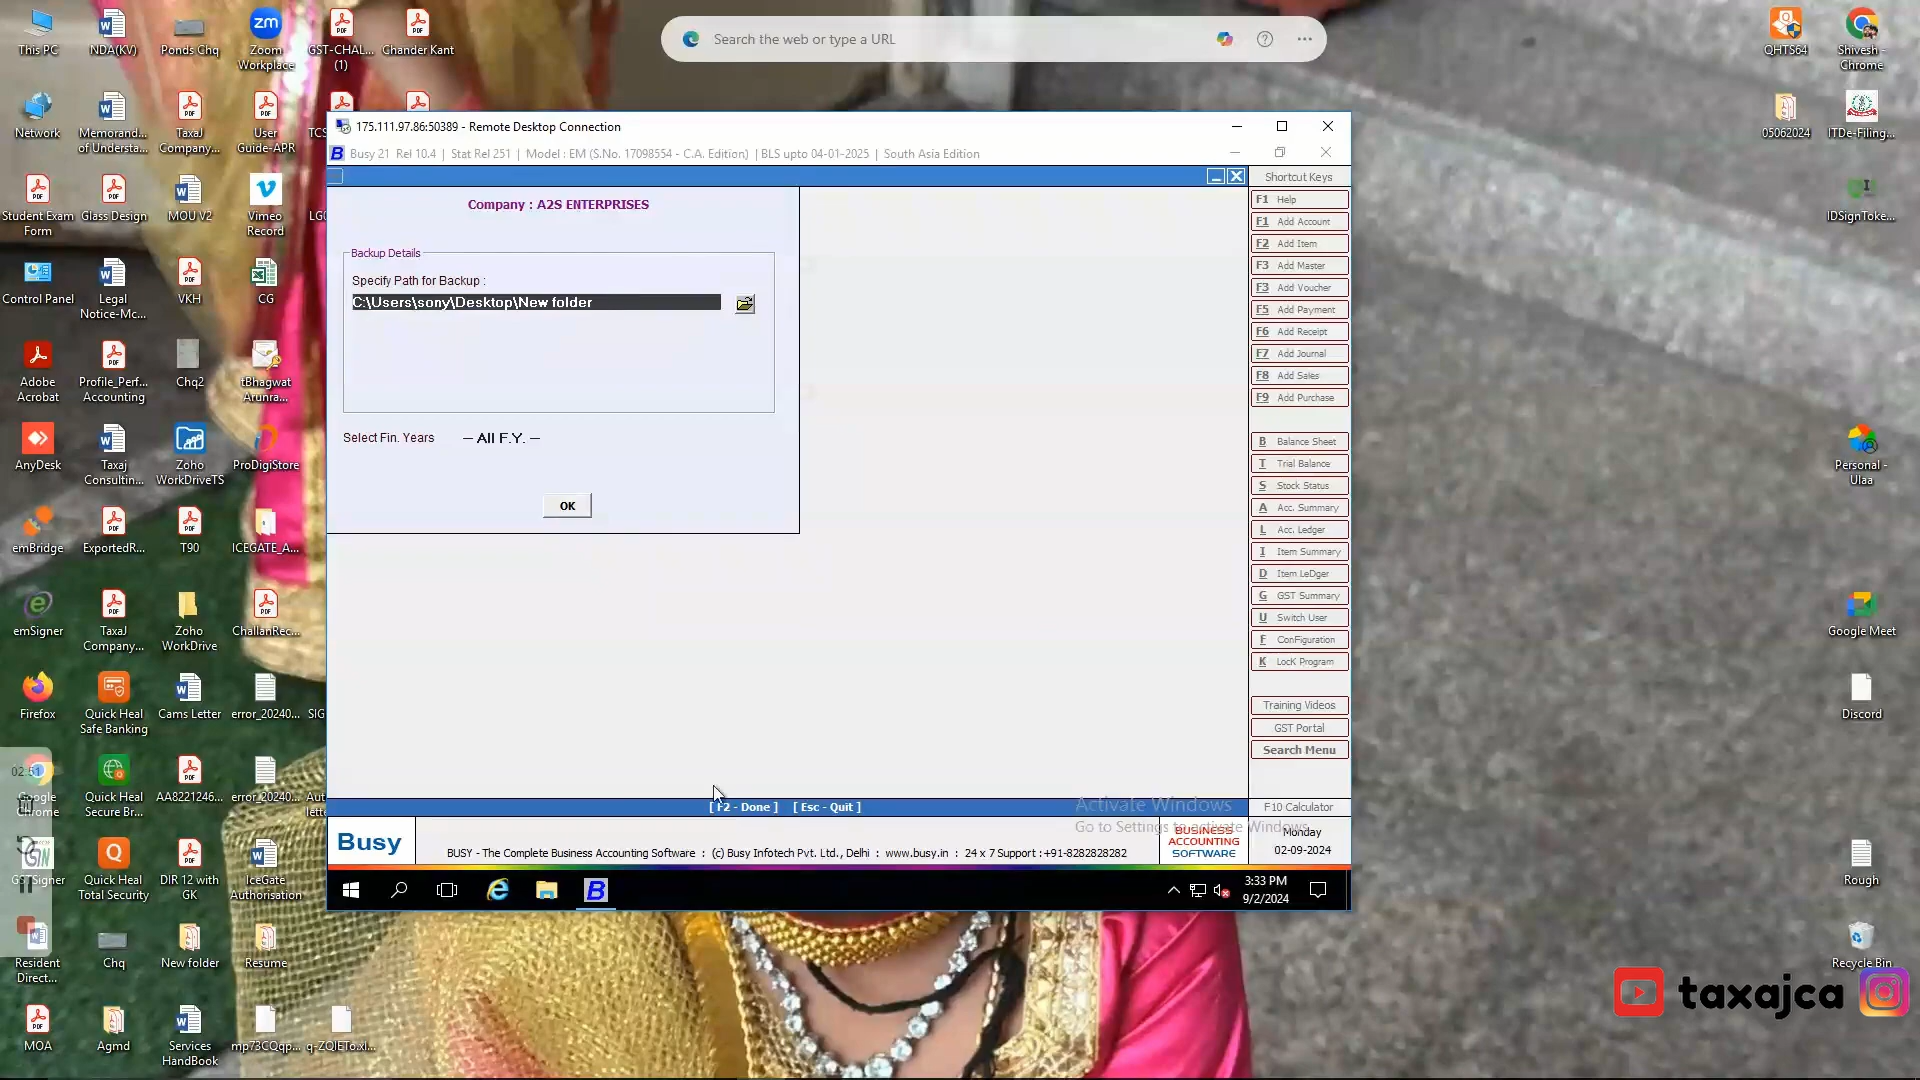 Search the web or type a URL
This PC
NDA(KV)
Ponds Chq
Zoom Workplace
GST-CHAL... (1)
Chander Kant
QHTS64
Shivesh - Chrome
Network
Memorand... of Understa...
TaxaJ Company...
User Guide-APR
05062024
ITDe-Filing...
Student Exam Form
Glass Design
MOU V2
Vimeo Record
IDSignToke...
Control Panel
Legal Notice-Mc...
VKH
CG
Adobe Acrobat
Profile_Perf... Accounting
Chq2
tBhagwat Arunra...
AnyDesk
Taxaj Consultin...
Zoho WorkDriveTS
ProDigiStore
Personal - Ulaa
emBridge
ExportedR...
T90
ICEGATE_A...
emSigner
TaxaJ Company...
Zoho WorkDrive
ChallanRec...
Google Meet
Firefox
Quick Heal Safe Banking
Cams Letter
error_20240...
Discord
02:51
Google Chrome
Quick Heal Secure Br...
AA8221246...
error_20240...
Quick Heal Total Security
DIR 12 with GK
IceGate Authorisation
Rough
Resident Direct...
Chq
New folder
Resume
Recycle Bin
MOA
Agmd
Services HandBook
mp73CQqp...
q-ZQIETo.xl...
175.111.97.86:50389 - Remote Desktop Connection
Busy 21 Rel 10.4 | Stat Rel 251 | Model : EM (S.No. 17098554 - C.A. Edition) | BLS upto 04-01-2025 | South Asia Edition
Company : A2S ENTERPRISES
Backup Details
Specify Path for Backup :
C:\Users\sony\Desktop\New folder
Select Fin. Years
-- All F.Y. --
OK
Shortcut Keys
F1 Help
F1 Add Account
F2 Add Item
F3 Add Master
F3 Add Voucher
F5 Add Payment
F6 Add Receipt
F7 Add Journal
F8 Add Sales
F9 Add Purchase
B Balance Sheet
T Trial Balance
S Stock Status
A Acc. Summary
L Acc. Ledger
I Item Summary
D Item LeDger
G GST Summary
U Switch User
F ConFiguration
K LocK Program
Training Videos
GST Portal
Search Menu
[ F2 - Done ] [ Esc - Quit ]
F10 Calculator
Activate Windows
Go to Settings to activate Windows.
Busy
BUSY - The Complete Business Accounting Software : (c) Busy Infotech Pvt. Ltd., Delhi : www.busy.in : 24 x 7 Support :+91-8282828282
BUSINESS
ACCOUNTING
SOFTWARE
Monday
02-09-2024
3:33 PM
9/2/2024
taxajca